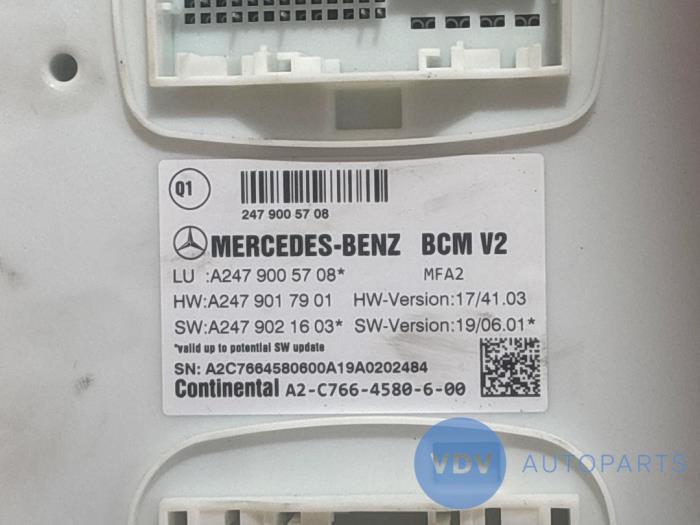 Q1
247 900 57 08
MERCEDES-BENZ BCM V2
LU :A247 900 57 08* MFA2
HW:A247 901 79 01 HW-Version:17/41.03
SW:A247 902 16 03* SW-Version:19/06.01*
*valid up to potential SW update
SN: A2C7664580600A19A0202484
Continental A2-C766-4580-6-00
VDV AUTOPARTS